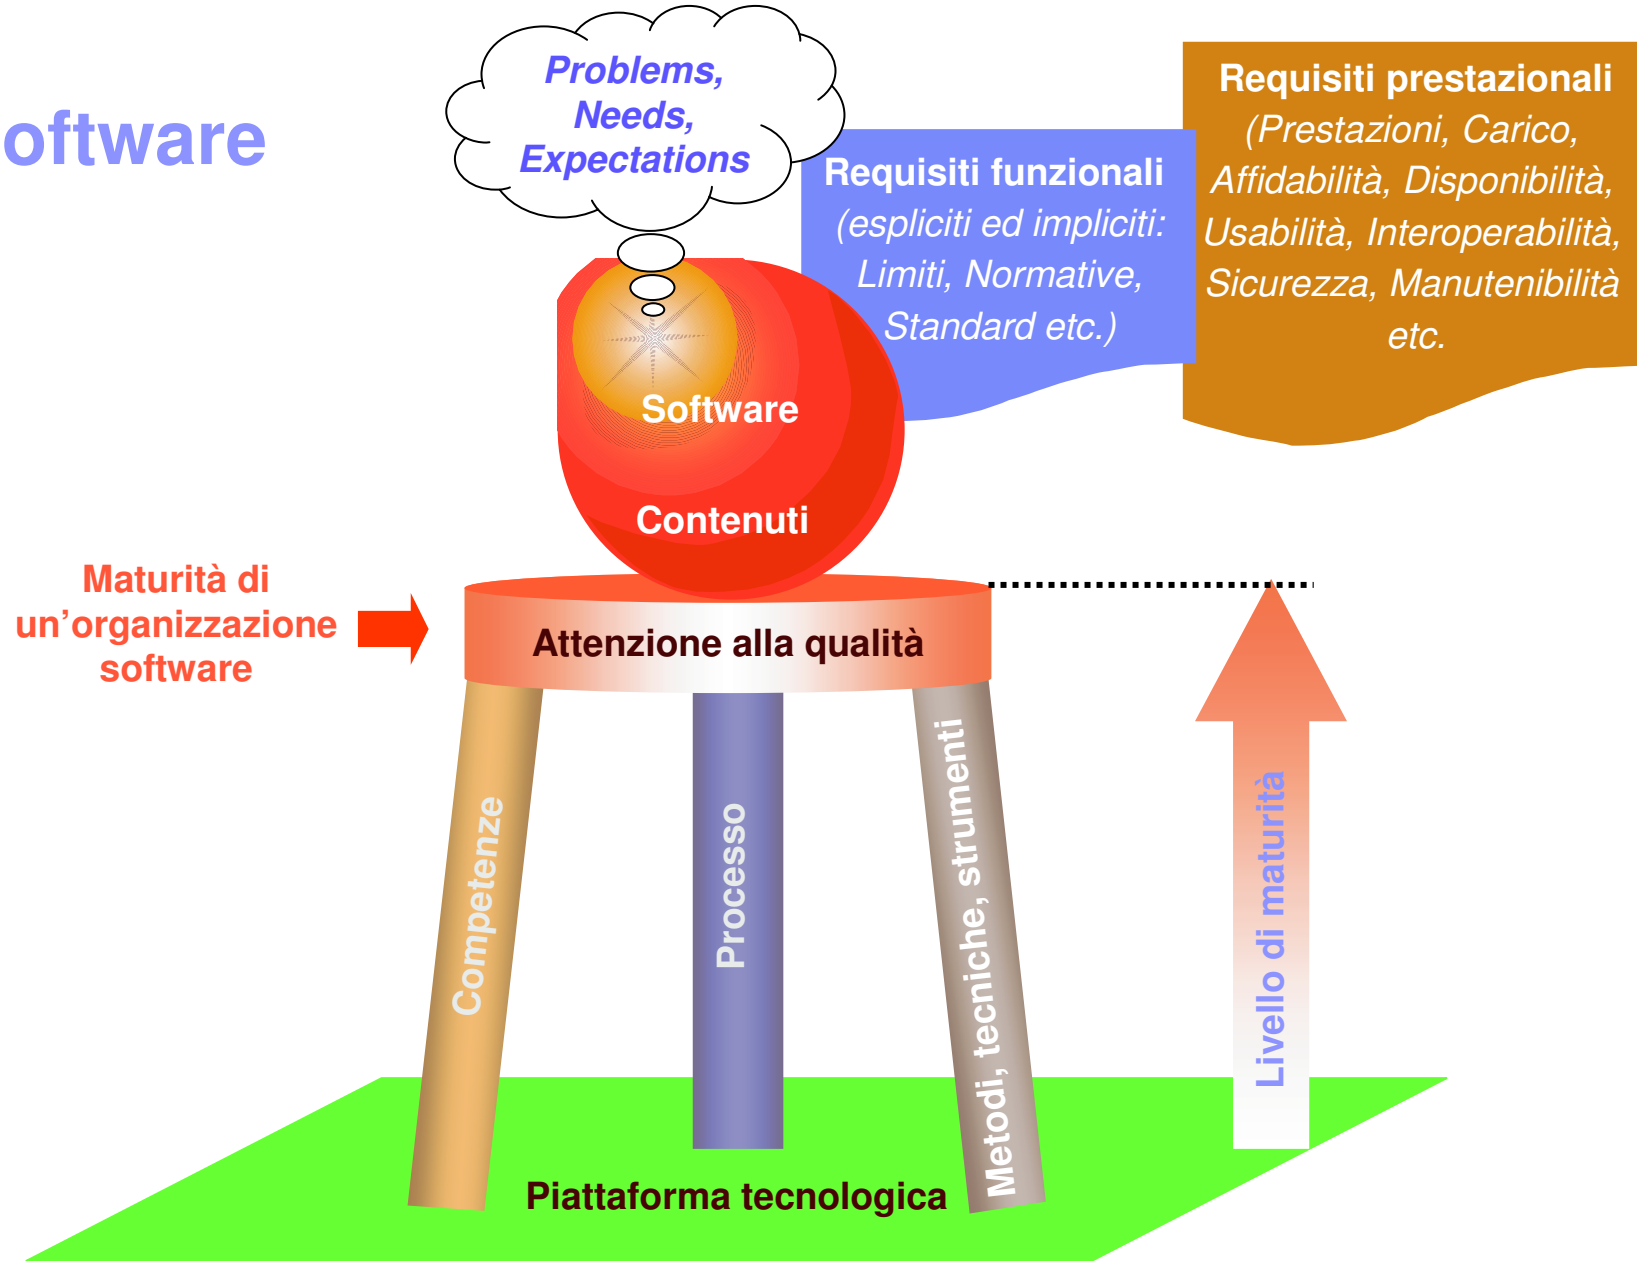 oftware
Problems,
Needs,
Expectations
Requisiti funzionali
(espliciti ed impliciti:
Limiti, Normative,
Standard etc.)
Requisiti prestazionali
(Prestazioni, Carico,
Affidabilità, Disponibilità,
Usabilità, Interoperabilità,
Sicurezza, Manutenibilità
etc.
Software
Contenuti
Maturità di
un’organizzazione
software
Attenzione alla qualità
Competenze
Processo
Metodi, tecniche, strumenti
Livello di maturità
Piattaforma tecnologica